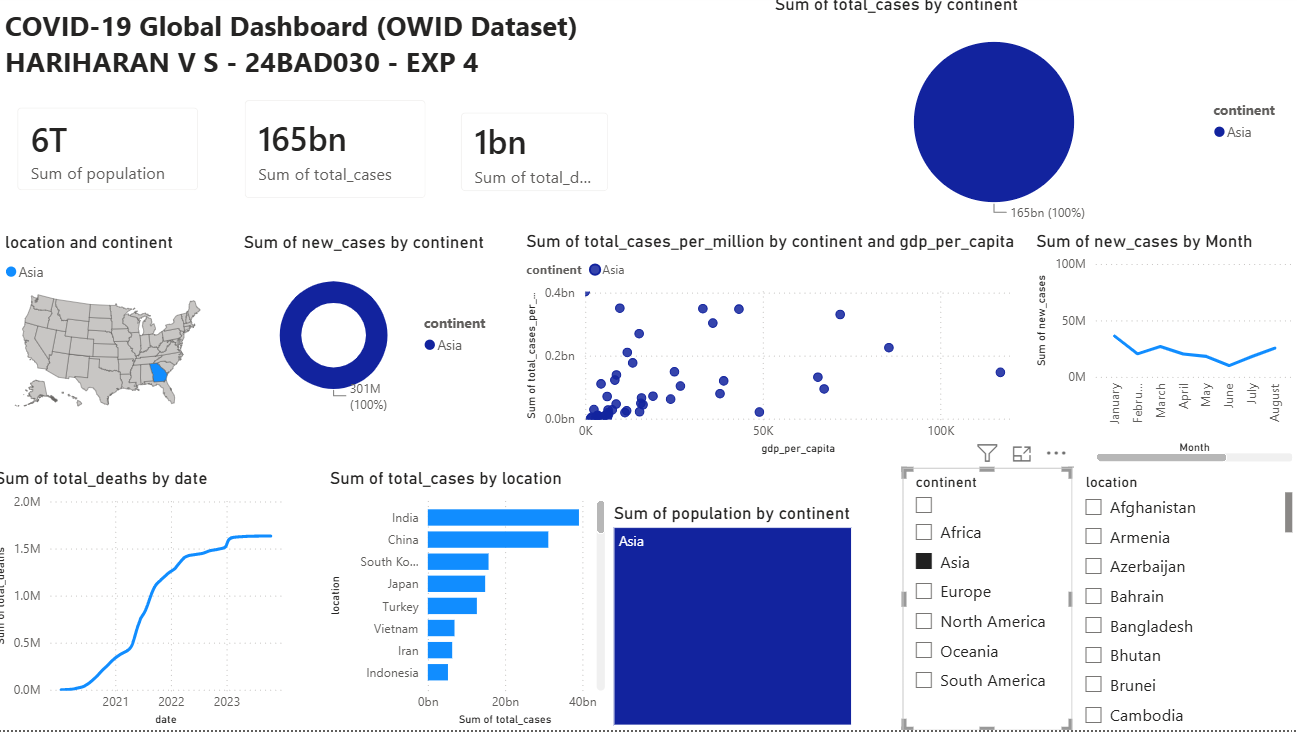 Sum of total_cases by continent
COVID-19 Global Dashboard (OWID Dataset)
HARIHARAN V S - 24BAD030 - EXP 4
6T
Sum of population
165bn
Sum of total_cases
1bn
Sum of total_d...
continent
Asia
165bn (100%)
location and continent
Asia
Sum of new_cases by continent
continent
Asia
301M
(100%)
Sum of total_cases_per_million by continent and gdp_per_capita
continent Asia
Sum of total_cases_per_...
0.4bn
0.2bn
0.0bn
0K
50K
100K
gdp_per_capita
Sum of new_cases by Month
Sum of new_cases
100M
50M
0M
January
Febru...
March
April
May
June
July
August
Month
Sum of total_deaths by date
Sum of total_deaths
2.0M
1.5M
1.0M
0.5M
0.0M
2021
2022
2023
date
Sum of total_cases by location
location
India
China
South Ko...
Japan
Turkey
Vietnam
Iran
Indonesia
0bn
20bn
40bn
Sum of total_cases
Sum of population by continent
Asia
continent
Africa
Asia
Europe
North America
Oceania
South America
location
Afghanistan
Armenia
Azerbaijan
Bahrain
Bangladesh
Bhutan
Brunei
Cambodia